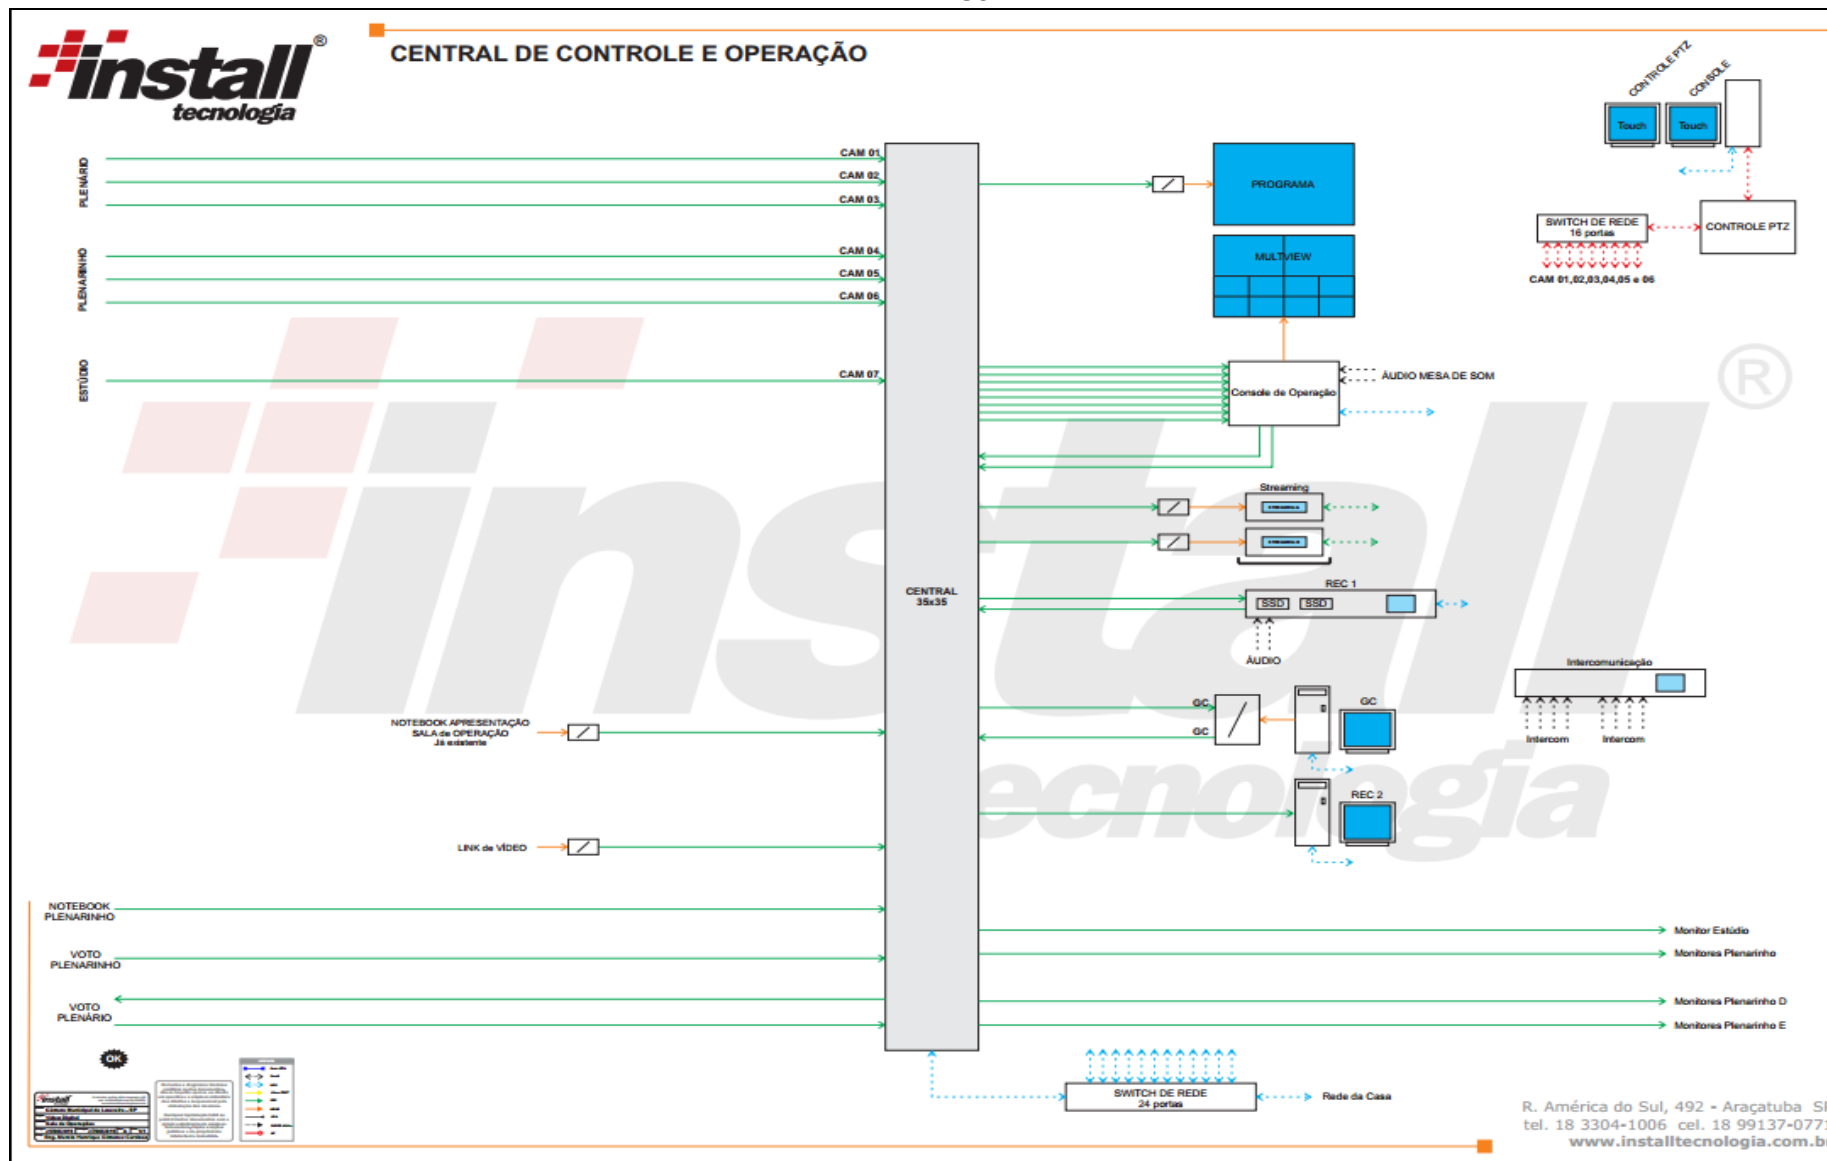 install®
tecnologia
CENTRAL DE CONTROLE E OPERAÇÃO
CONTROLE PTZ
CONSOLE
Touch
Touch
SWITCH DE REDE
16 portas
CONTROLE PTZ
CAM 01,02,03,04,05 e 06
PLENÁRIO
CAM 01
CAM 02
CAM 03
PLENARINHO
CAM 04
CAM 05
CAM 06
ESTÚDIO
CAM 07
PROGRAMA
MULTVIEW
Console de Operação
ÁUDIO MESA DE SOM
Streaming
CENTRAL
35x35
REC 1
SSD
SSD
ÁUDIO
Intercomunicação
Intercom
Intercom
NOTEBOOK APRESENTAÇÃO
SALA de OPERAÇÃO
Já existente
GC
GC
GC
REC 2
LINK de VÍDEO
NOTEBOOK
PLENARINHO
VOTO
PLENARINHO
VOTO
PLENÁRIO
Monitor Estúdio
Monitores Plenarinho
Monitores Plenarinho D
Monitores Plenarinho E
SWITCH DE REDE
24 portas
Rede da Casa
OK
install
install®
tecnologia
R. América do Sul, 492 - Araçatuba SP
tel. 18 3304-1006 cel. 18 99137-0771
www.installtecnologia.com.b